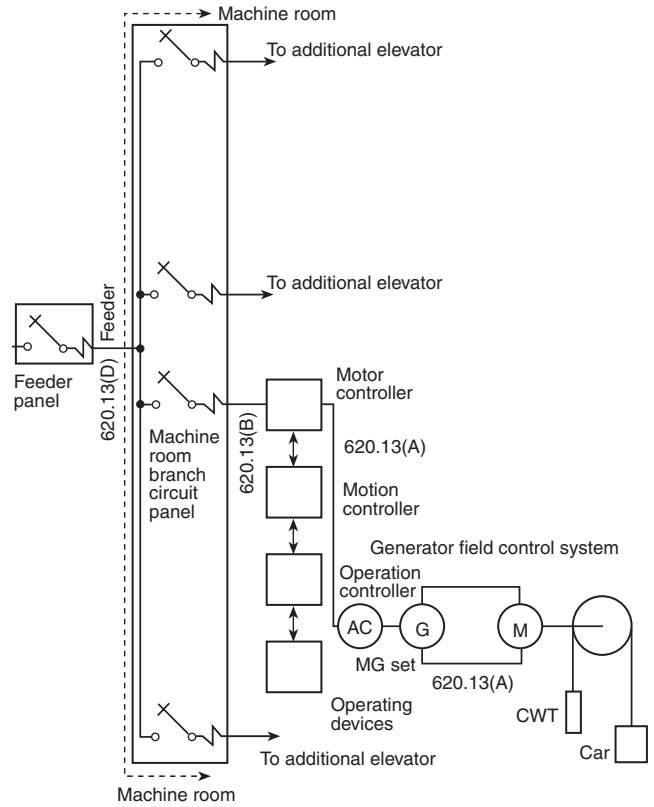 Machine room
To additional elevator
To additional elevator
Feeder
620.13(D)
Feeder
panel
Machine
room
branch
circuit
panel
620.13(B)
Motor
controller
620.13(A)
Motion
controller
Generator field control system
Operation
controller
AC
G
M
MG set
620.13(A)
Operating
devices
CWT
Car
To additional elevator
Machine room